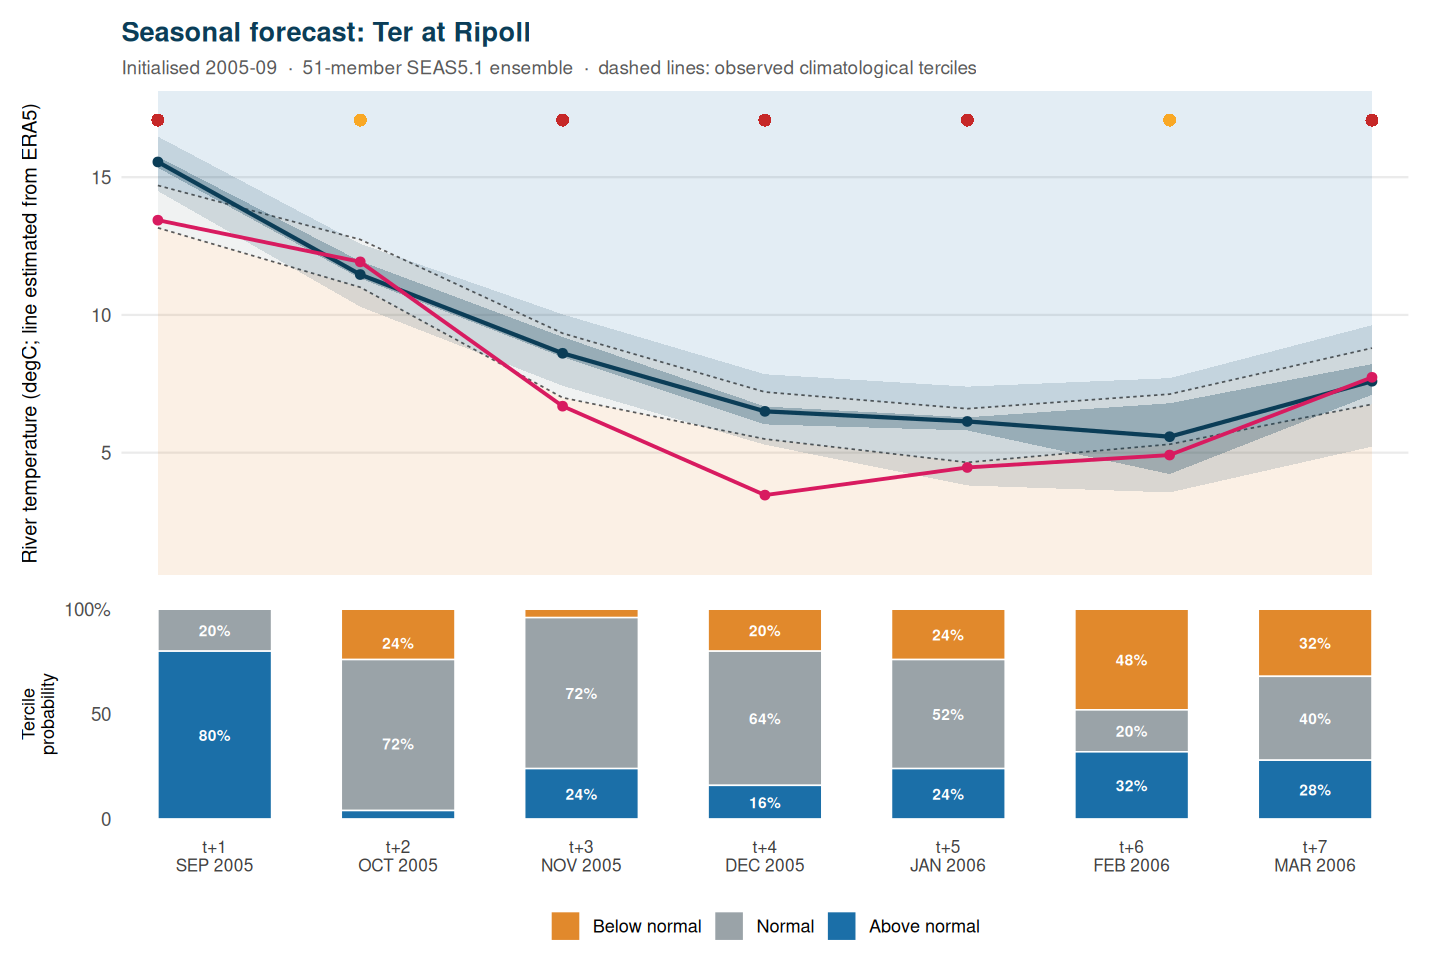 Seasonal forecast: Ter at Ripoll
Initialised 2005-09 · 51-member SEAS5.1 ensemble · dashed lines: observed climatological terciles
River temperature (degC; line estimated from ERA5)
15
10
5
Tercile
probability
100%
50
0
20%
80%
24%
72%
72%
24%
20%
64%
16%
24%
52%
24%
48%
20%
32%
32%
40%
28%
t+1
SEP 2005
t+2
OCT 2005
t+3
NOV 2005
t+4
DEC 2005
t+5
JAN 2006
t+6
FEB 2006
t+7
MAR 2006
Below normal
Normal
Above normal